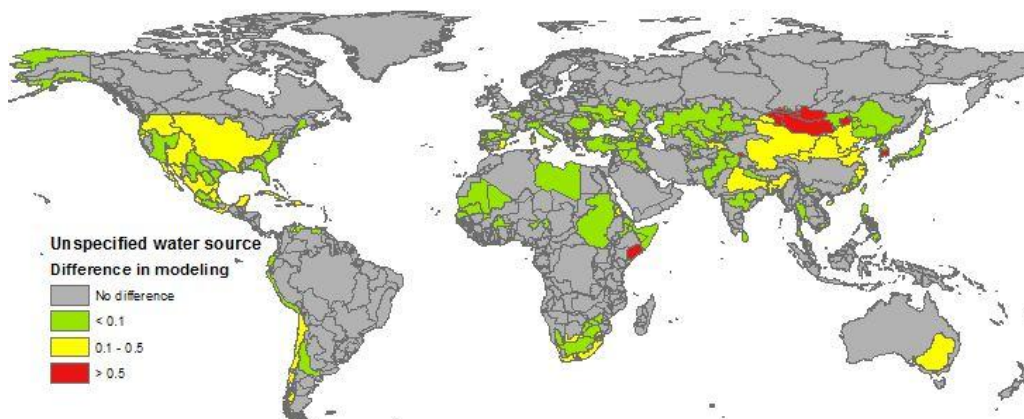 Unspecified water source
Difference in modeling
No difference
< 0.1
0.1 - 0.5
> 0.5